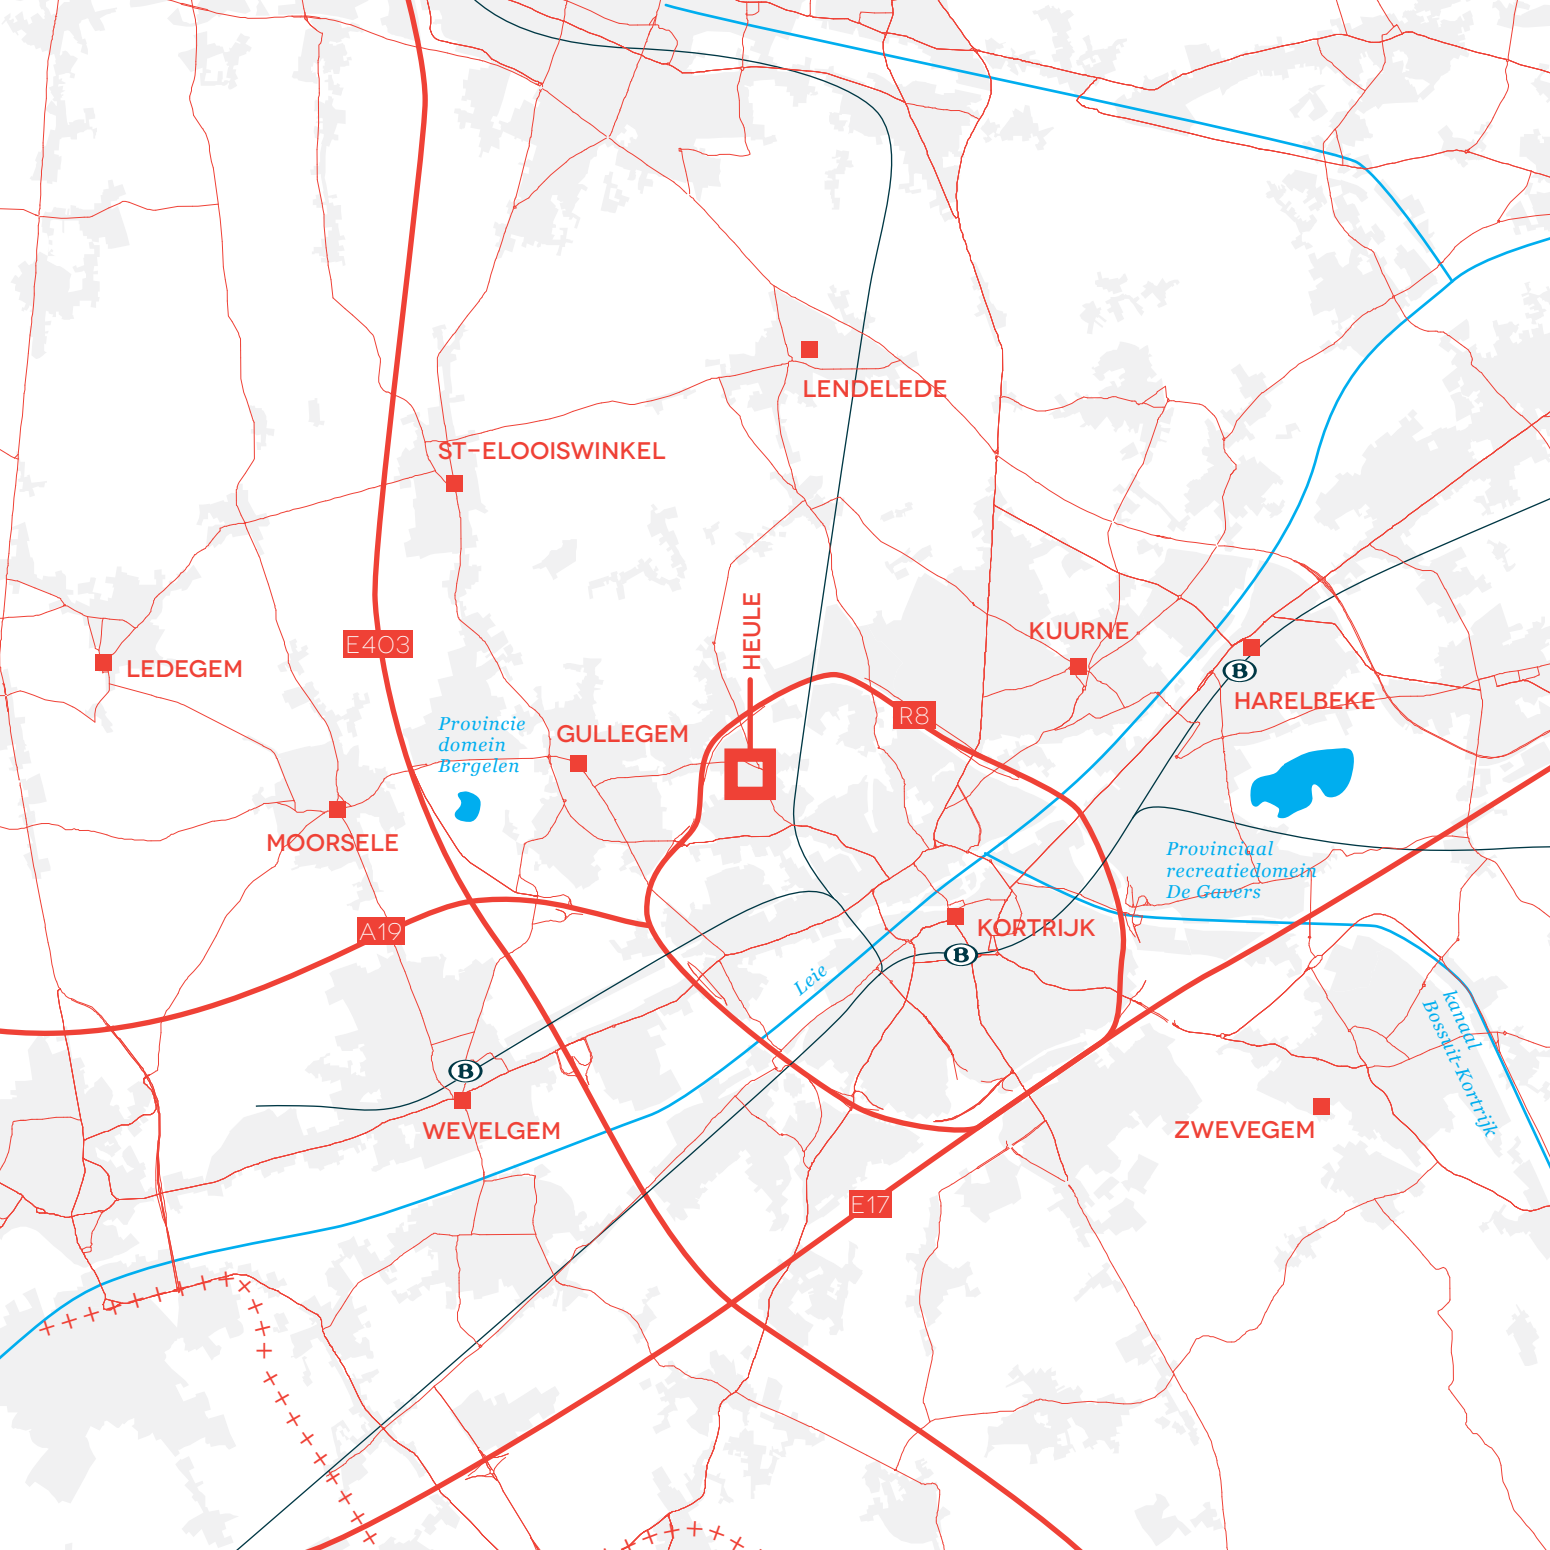 LENDELEDE
ST-ELOOISWINKEL
HEULE
KUURNE
E403
LEDEGEM
B
HARELBEKE
R8
Provincie
domein
Bergelen
GULLEGEM
MOORSELE
Provinciaal
recreatiedomein
De Gavers
A19
KORTRIJK
B
Leie
kanaal
Bossuit-Kortrijk
B
WEVELGEM
ZWEVEGEM
E17